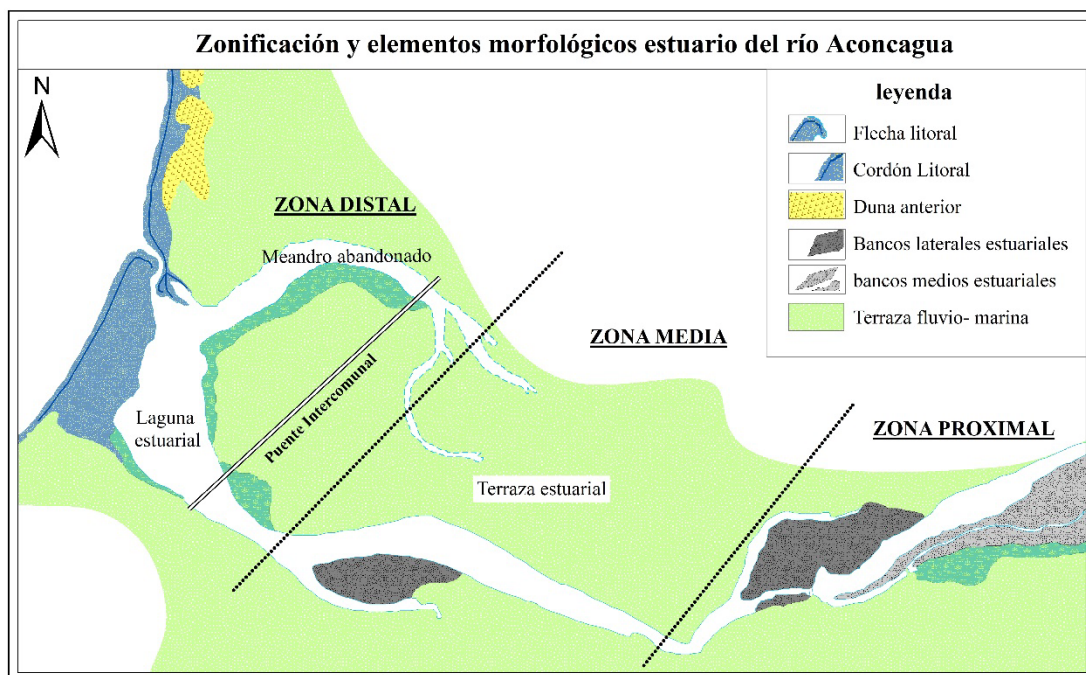 Zonificación y elementos morfológicos estuario del río Aconcagua
N
leyenda
Flecha litoral
Cordón Litoral
Duna anterior
Bancos laterales estuariales
bancos medios estuariales
Terraza fluvio- marina
ZONA DISTAL
Meandro abandonado
ZONA MEDIA
Puente Intercomunal
Laguna
estuarial
ZONA PROXIMAL
Terraza estuarial